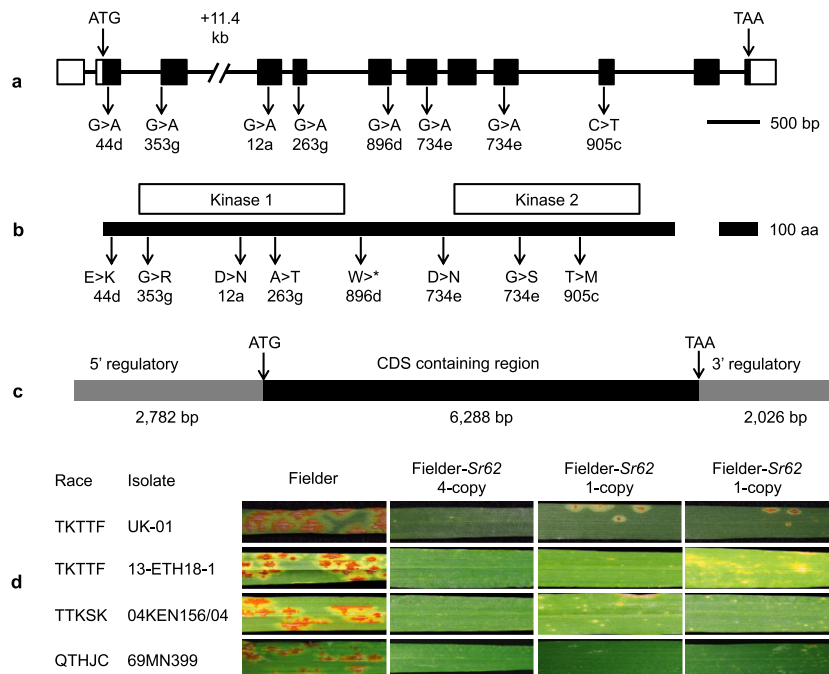 ATG
+11.4
kb
TAA
a
G>A G>A G>A G>A G>A G>A G>A C>T
44d 353g 12a 263g 896d 734e 734e 905c
500 bp
Kinase 1 Kinase 2
b
100 aa
E>K G>R D>N A>T W>* D>N G>S T>M
44d 353g 12a 263g 896d 734e 734e 905c
ATG TAA
5' regulatory CDS containing region 3' regulatory
c
2,782 bp 6,288 bp 2,026 bp
Race Isolate Fielder Fielder-Sr62 Fielder-Sr62 Fielder-Sr62
4-copy 1-copy 1-copy
TKTTF UK-01
TKTTF 13-ETH18-1
d
TTKSK 04KEN156/04
QTHJC 69MN399